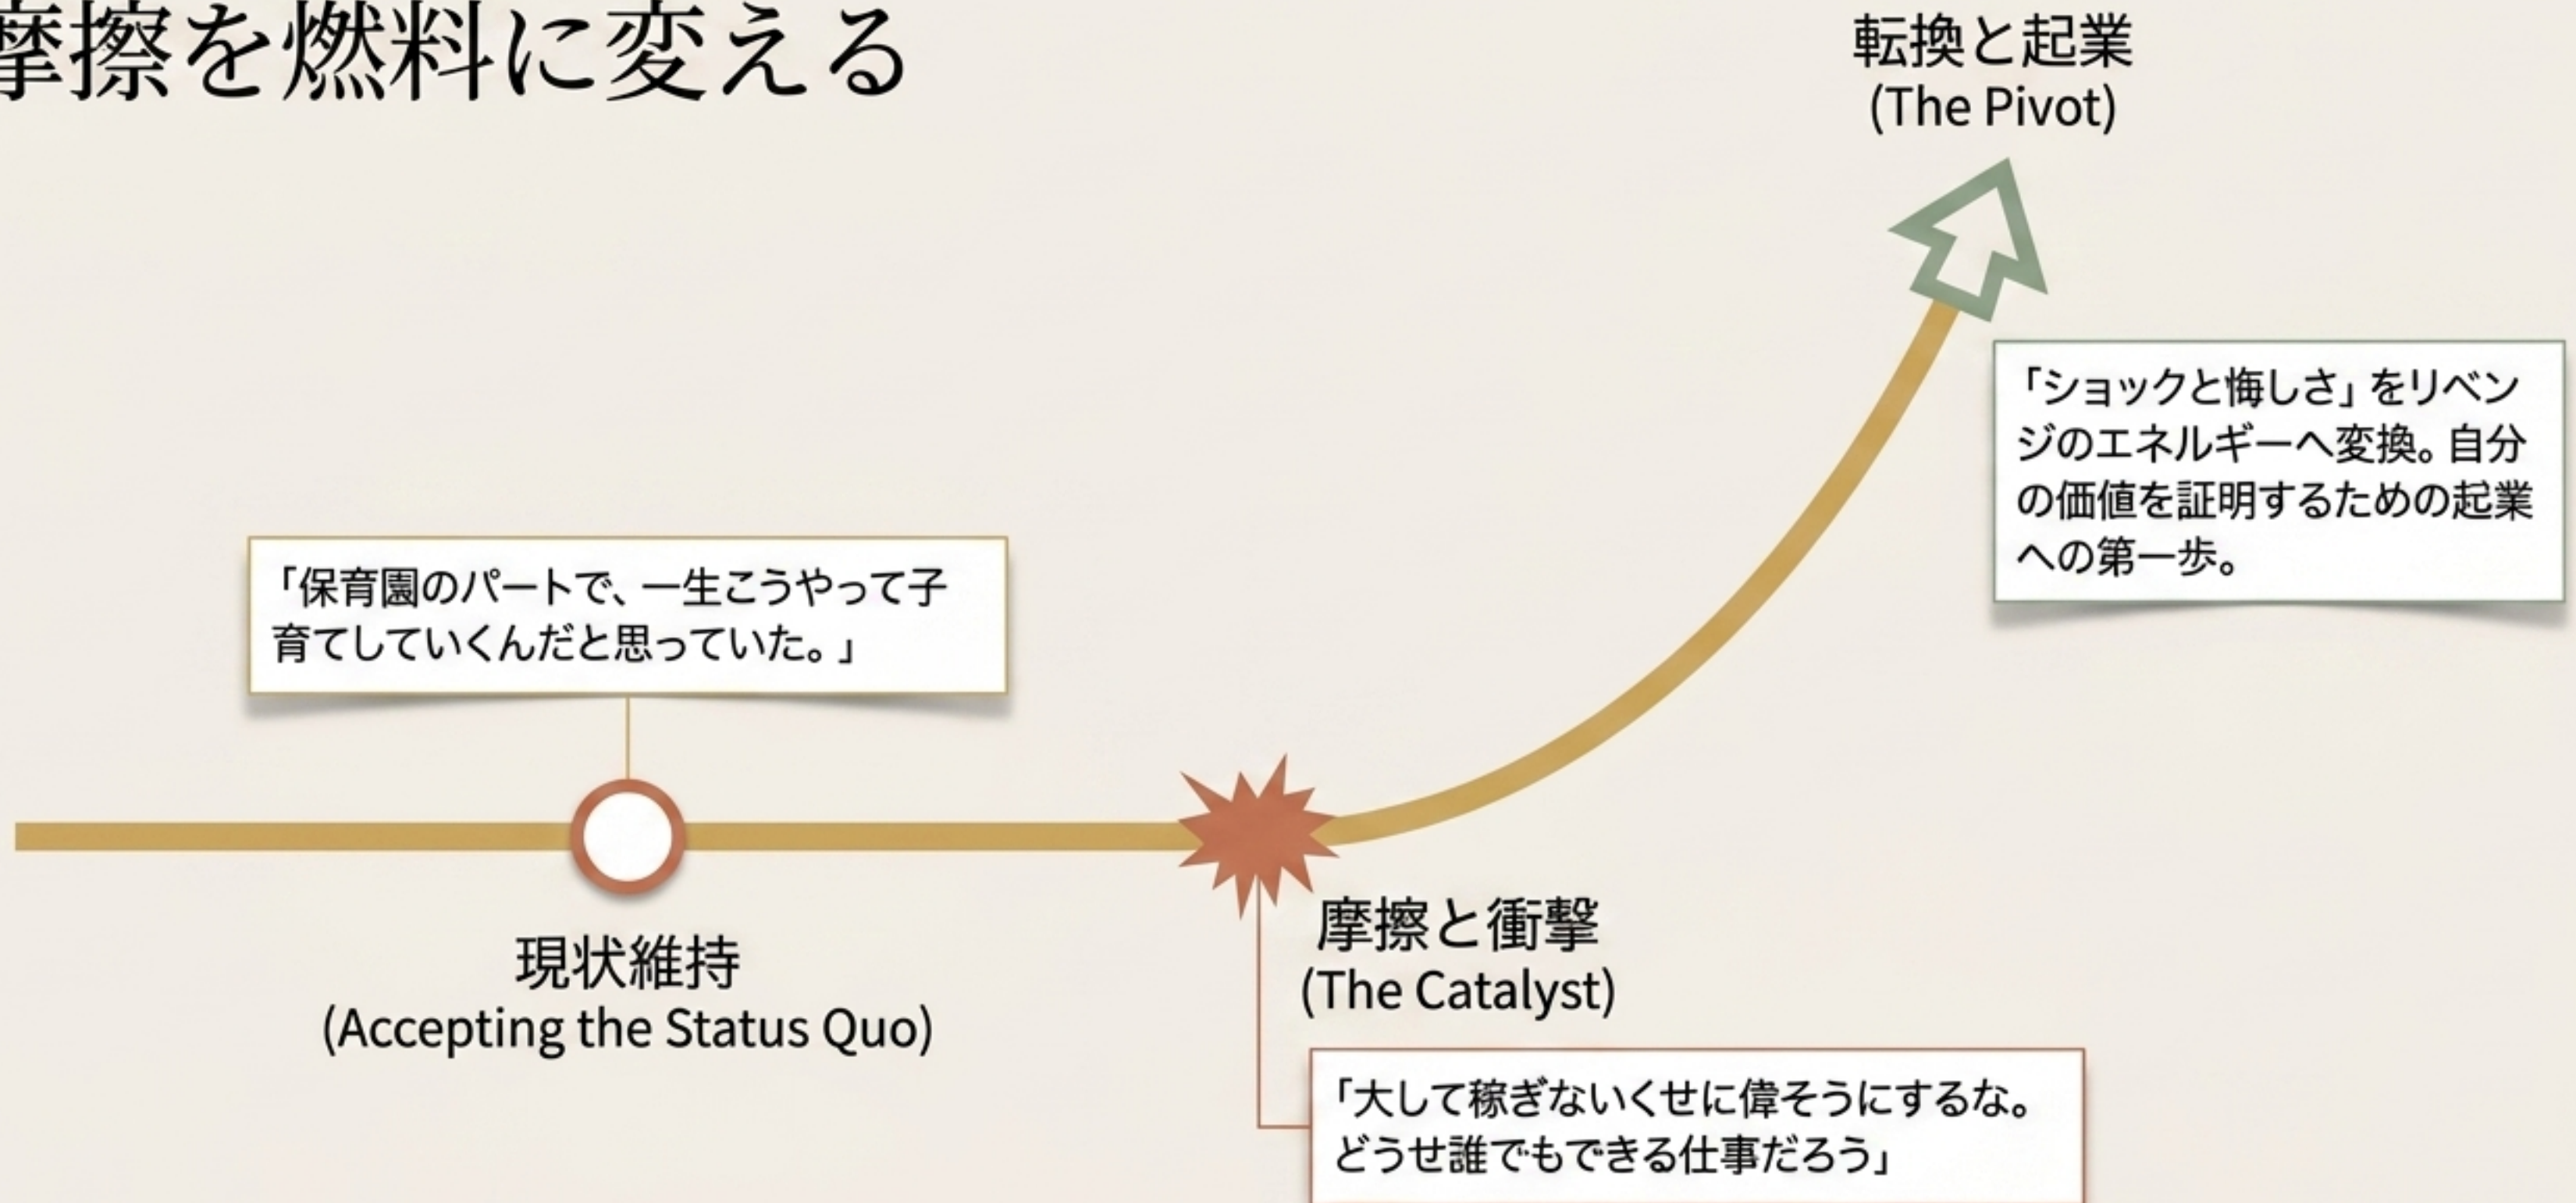 摩擦を燃料に変える
転換と起業
(The Pivot)
「ショックと悔しさ」をリベン
ジのエネルギーへ変換。自分
の価値を証明するための起業
への第一歩。
「保育園のパートで、一生こうやって子
育てしていくんだと思っていた。」
現状維持
(Accepting the Status Quo)
摩擦と衝撃
(The Catalyst)
「大して稼ぎないくせに偉そうにするな。
どうせ誰でもできる仕事だろう」